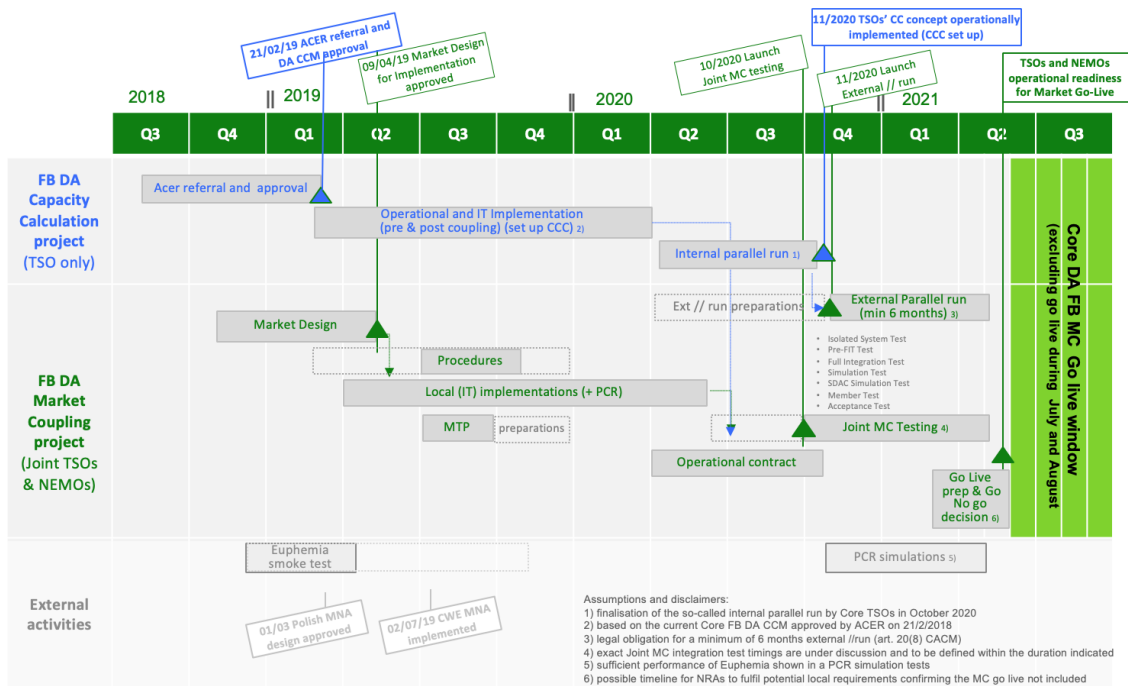 21/02/19 ACER referral and
DA CCM approval
09/04/19 Market Design
for Implementation
approved
10/2020 Launch
Joint MC testing
11/2020 TSOs' CC concept operationally
implemented (CCC set up)
11/2020 Launch
External // run
TSOs and NEMOs
operational readiness
for Market Go-Live
2018 || 2019 || 2020 || 2021
Q3 Q4 Q1 Q2 Q3 Q4 Q1 Q2 Q3 Q4 Q1 Q2 Q3
FB DA
Capacity
Calculation
project
(TSO only)
Acer referral and approval
Operational and IT Implementation
(pre & post coupling) (set up CCC) 2)
Internal parallel run 1)
FB DA
Market
Coupling
project
(Joint TSOs
& NEMOs)
Ext // run preparations
External Parallel run
(min 6 months) 3)
Market Design
• Isolated System Test
• Pre-FIT Test
• Full Integration Test
• Simulation Test
• SDAC Simulation Test
• Member Test
• Acceptance Test
Procedures
Local (IT) implementations (+ PCR)
MTP
preparations
Joint MC Testing 4)
Operational contract
Go Live
prep & Go
No go
decision 6)
Core DA FB MC Go live window
(excluding go live during July and August
External
activities
Euphemia
smoke test
PCR simulations 5)
01/03 Polish MNA
design approved
02/07/19 CWE MNA
implemented
Assumptions and disclaimers:
1) finalisation of the so-called internal parallel run by Core TSOs in October 2020
2) based on the current Core FB DA CCM approved by ACER on 21/2/2018
3) legal obligation for a minimum of 6 months external //run (art. 20(8) CACM)
4) exact Joint MC integration test timings are under discussion and to be defined within the duration indicated
5) sufficient performance of Euphemia shown in a PCR simulation tests
6) possible timeline for NRAs to fulfil potential local requirements confirming the MC go live not included